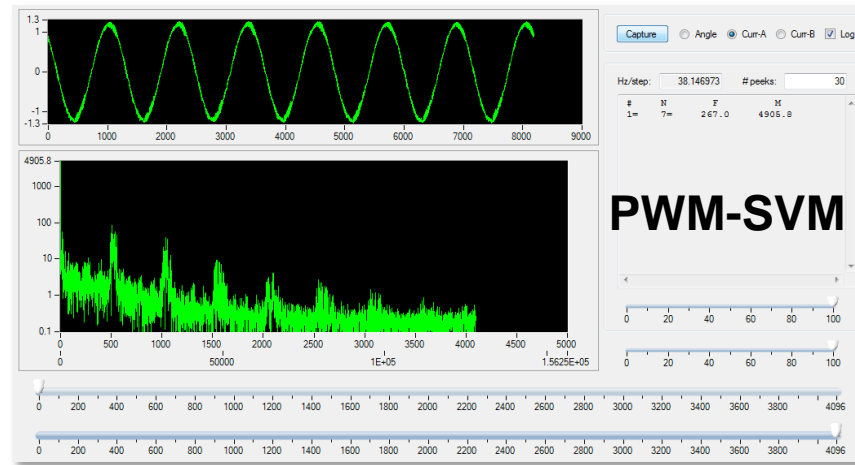 1.3
1
0
-1
-1.3
0 1000 2000 3000 4000 5000 6000 7000 8000 9000
Capture Angle Curr-A Curr-B Log
Hz/step: 38.146973 # peeks: 30
# N F M
1= 7= 267.0 4905.8
PWM-SVM
4905.8
1000
100
10
1
0.1
0 500 1000 1500 2000 2500 3000 3500 4000 4500 5000
0 50000 1E+05 1.5625E+05
0 20 40 60 80 100
0 20 40 60 80 100
0 200 400 600 800 1000 1200 1400 1600 1800 2000 2200 2400 2600 2800 3000 3200 3400 3600 3800 4096
0 200 400 600 800 1000 1200 1400 1600 1800 2000 2200 2400 2600 2800 3000 3200 3400 3600 3800 4096